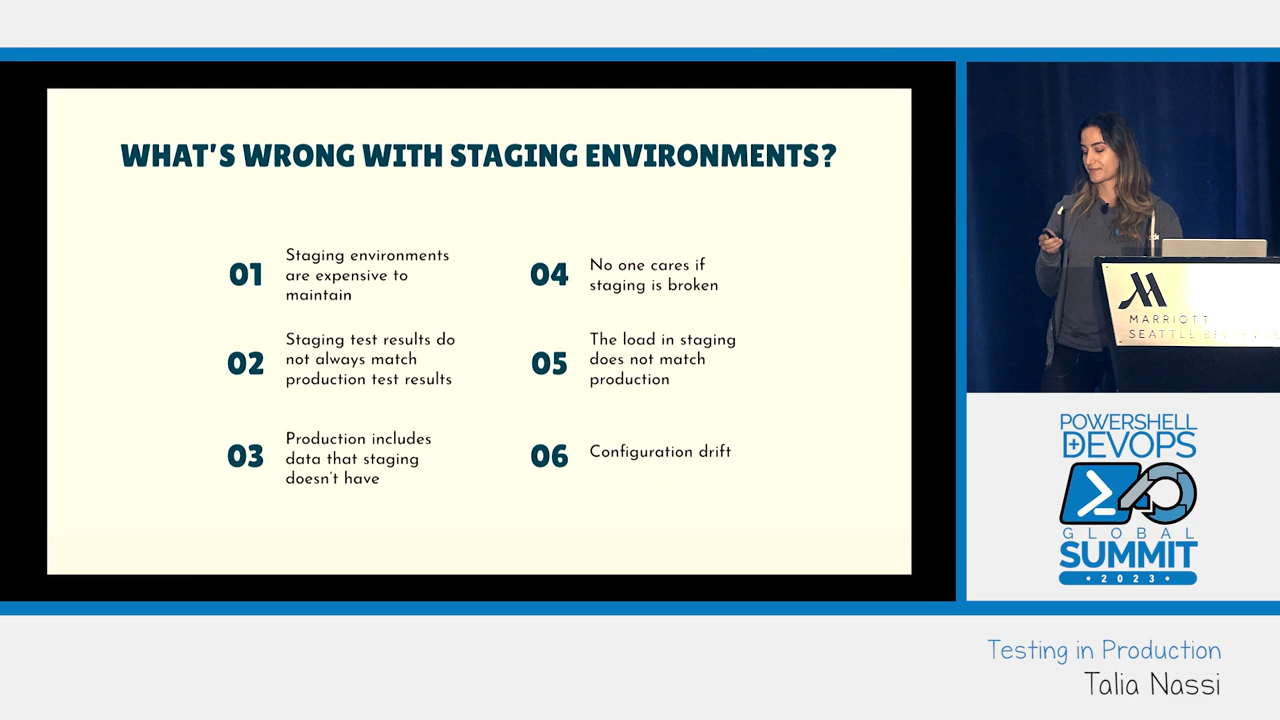 WHAT'S WRONG WITH STAGING ENVIRONMENTS?
01
Staging environments
are expensive to
maintain
02
Staging test results do
not always match
production test results
03
Production includes
data that staging
doesn't have
04
No one cares if
staging is broken
05
The load in staging
does not match
production
06
Configuration drift
MARRIOTT
SEATTLE
POWERSHELL
+DEVOPS
GLOBAL
SUMMIT
• 2023 •
Testing in Production
Talia Nassi